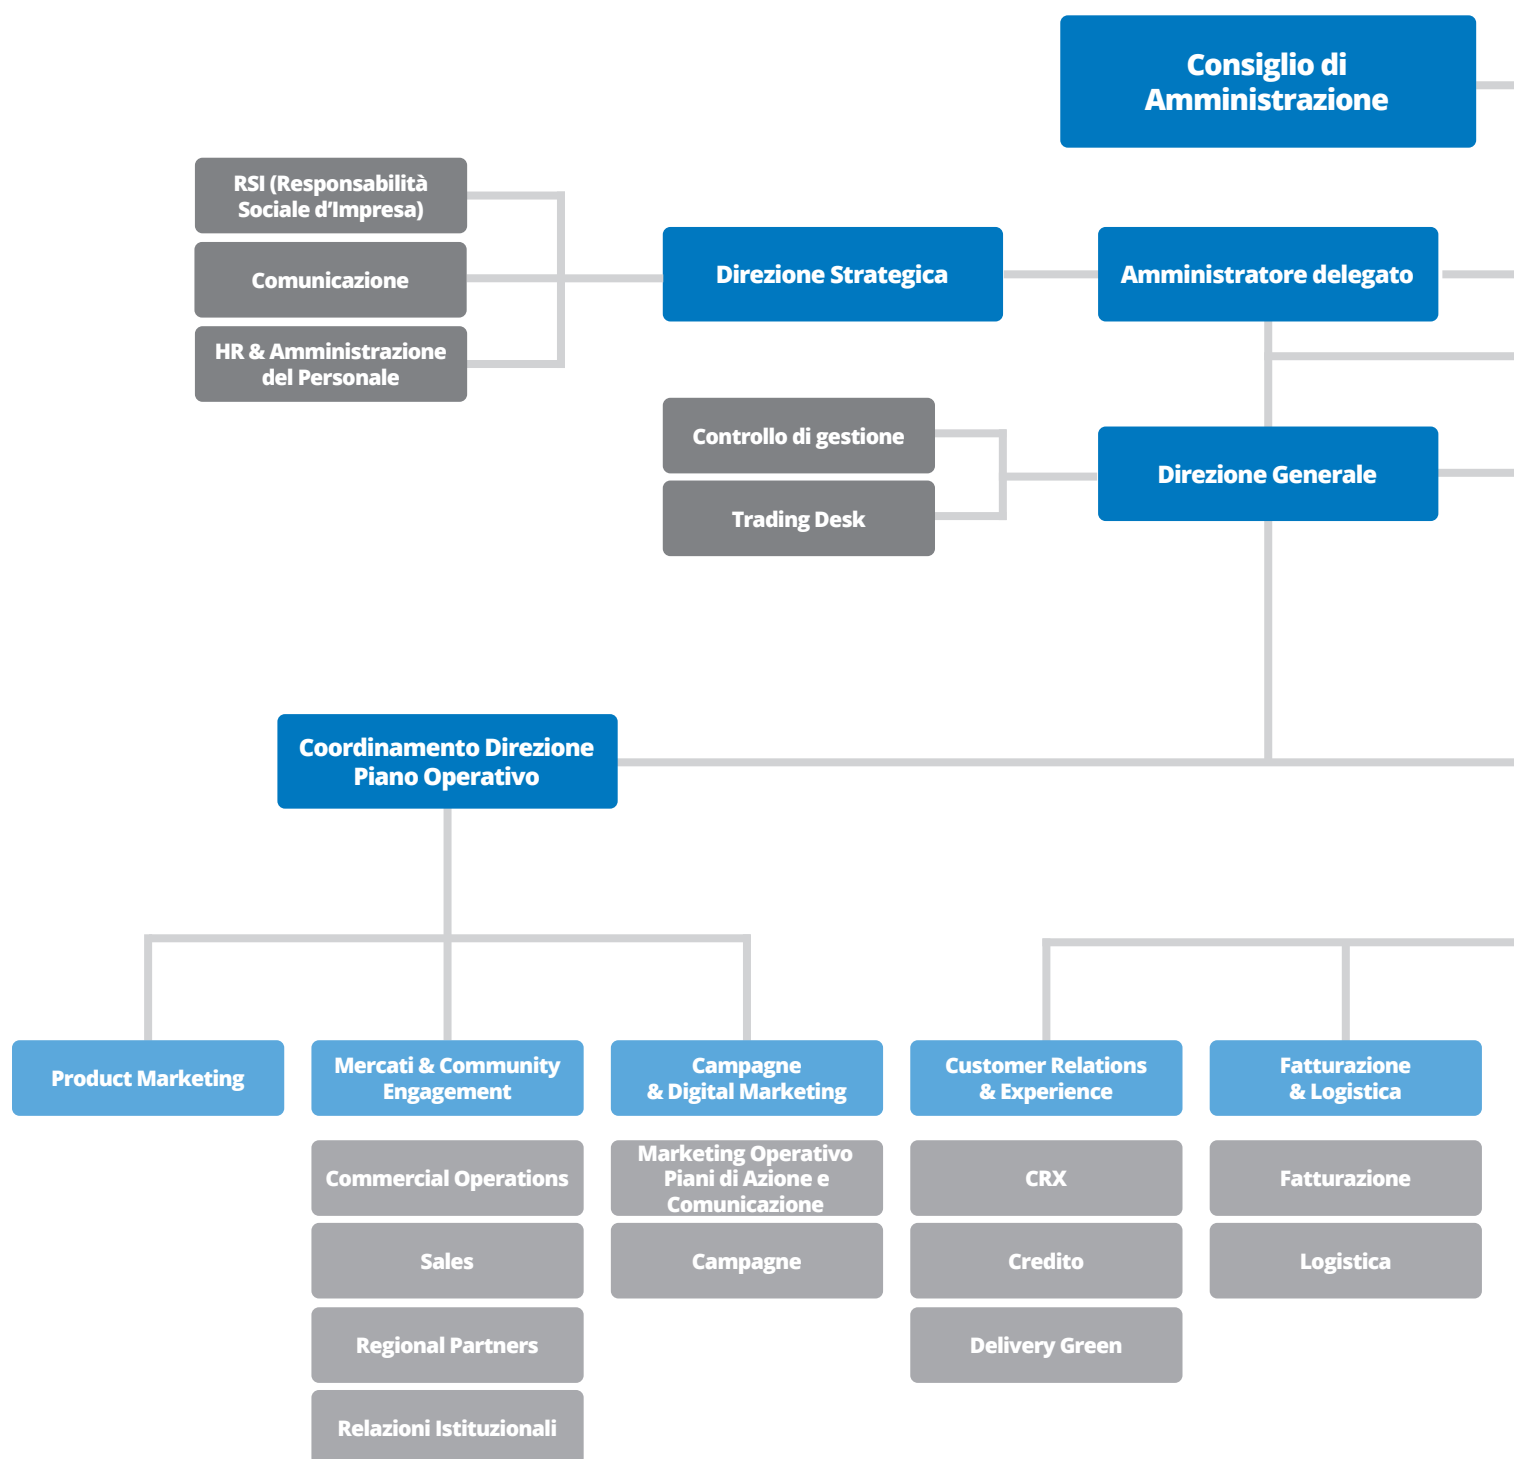 Consiglio di
Amministrazione
RSI (Responsabilità
Sociale d’Impresa)
Comunicazione
HR & Amministrazione
del Personale
Direzione Strategica
Amministratore delegato
Controllo di gestione
Trading Desk
Direzione Generale
Coordinamento Direzione
Piano Operativo
Product Marketing
Mercati & Community
Engagement
Commercial Operations
Sales
Regional Partners
Relazioni Istituzionali
Campagne
& Digital Marketing
Marketing Operativo
Piani di Azione e
Comunicazione
Campagne
Customer Relations
& Experience
CRX
Credito
Delivery Green
Fatturazione
& Logistica
Fatturazione
Logistica